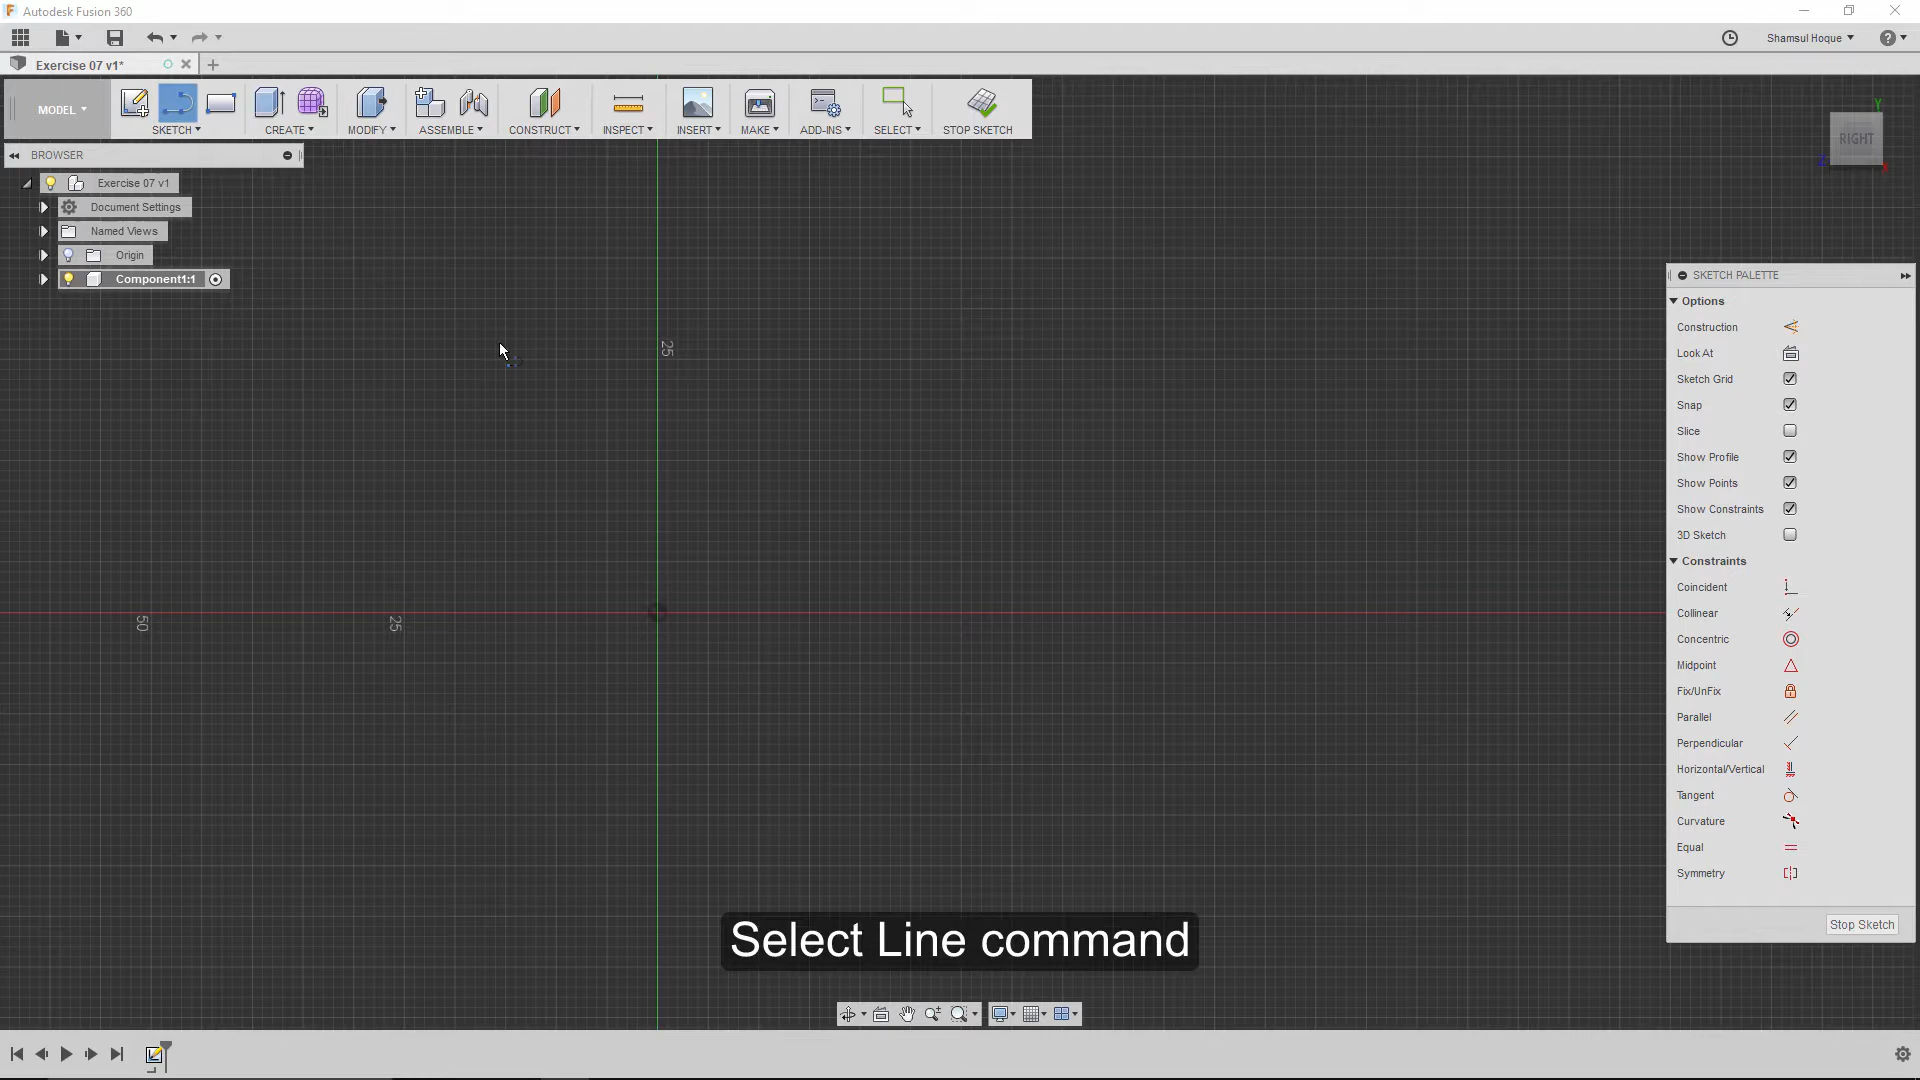 Autodesk Fusion 360
Shamsul Hoque
Exercise 07 v1*
MODEL
SKETCH
CREATE
MODIFY
ASSEMBLE
CONSTRUCT
INSPECT
INSERT
MAKE
ADD-INS
SELECT
STOP SKETCH
Y
RIGHT
Z
X
BROWSER
Exercise 07 v1
Document Settings
Named Views
Origin
Component1:1
25
50
25
SKETCH PALETTE
Options
Construction
Look At
Sketch Grid
Snap
Slice
Show Profile
Show Points
Show Constraints
3D Sketch
Constraints
Coincident
Collinear
Concentric
Midpoint
Fix/UnFix
Parallel
Perpendicular
Horizontal/Vertical
Tangent
Curvature
Equal
Symmetry
Stop Sketch
Select Line command